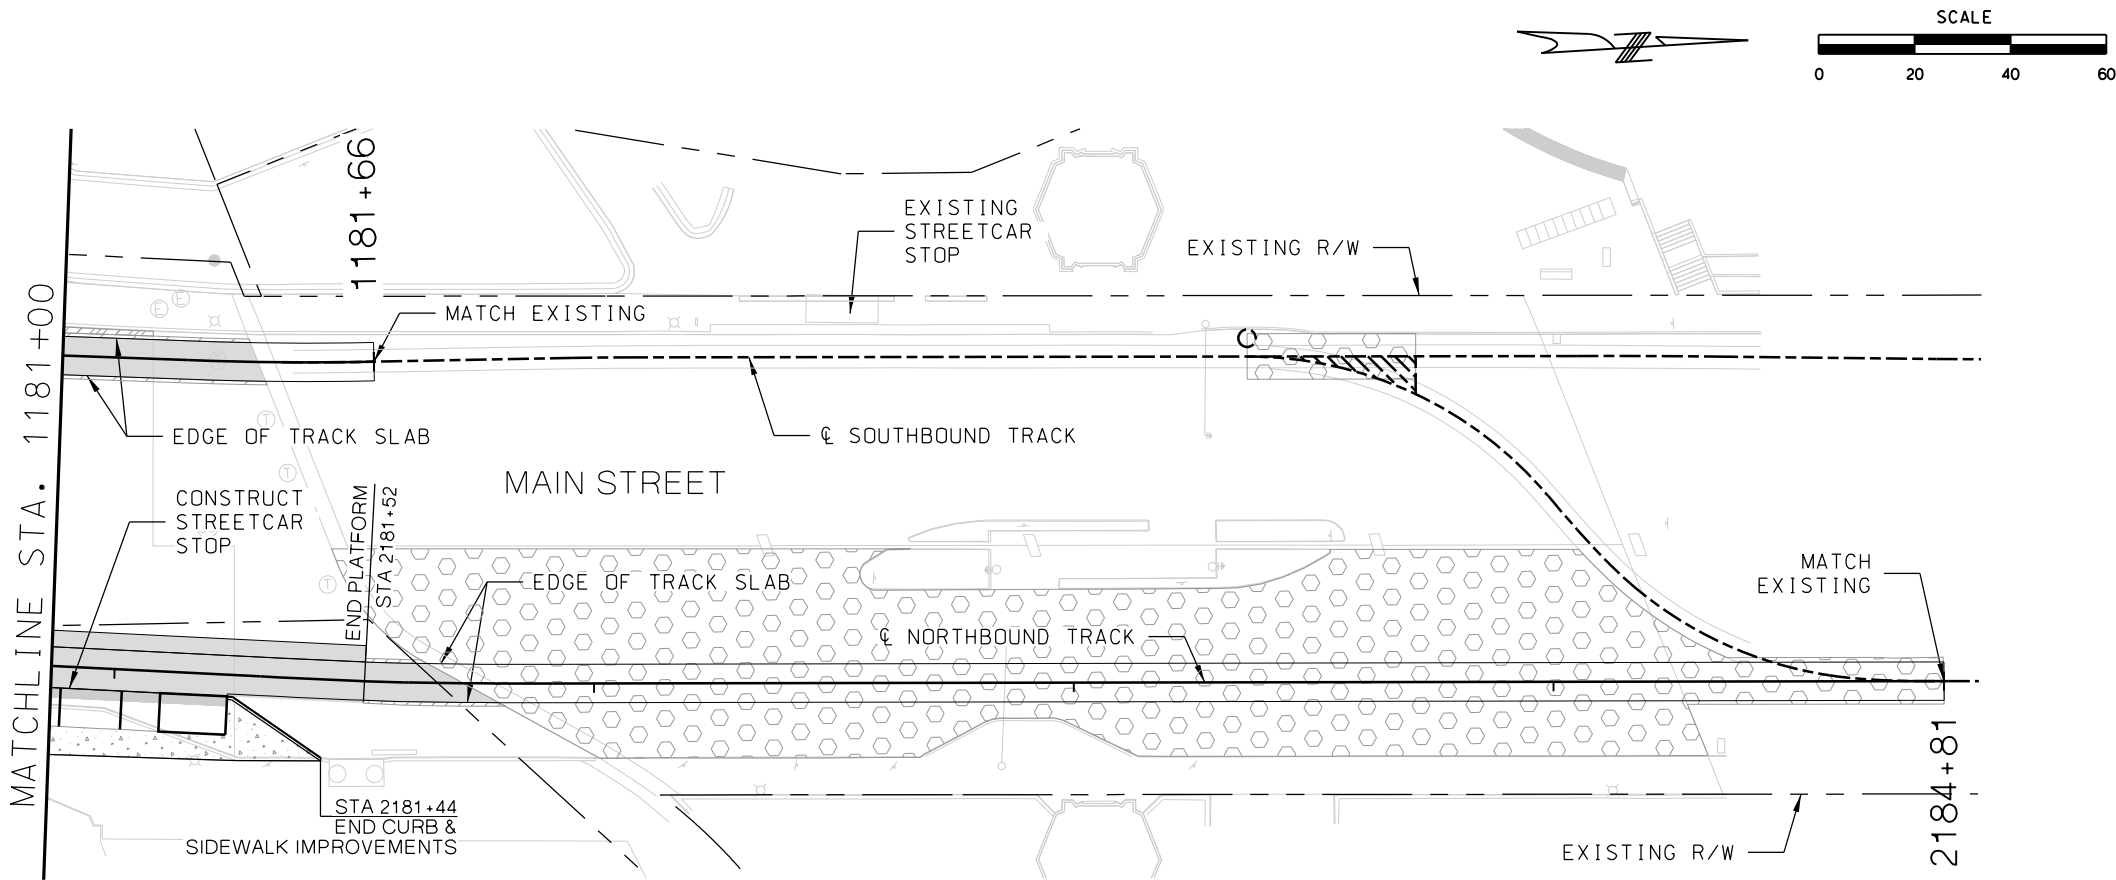 SCALE
0 20 40 60
MATCHLINE STA. 1181+00
1181+66
EXISTING
STREETCAR
STOP
EXISTING R/W
MATCH EXISTING
E
E
T
T
T
EDGE OF TRACK SLAB
℄ SOUTHBOUND TRACK
MAIN STREET
CONSTRUCT
STREETCAR
STOP
END PLATFORM
STA 2181+52
EDGE OF TRACK SLAB
℄ NORTHBOUND TRACK
MATCH
EXISTING
STA 2181+44
END CURB &
SIDEWALK IMPROVEMENTS
EXISTING R/W
2184+81